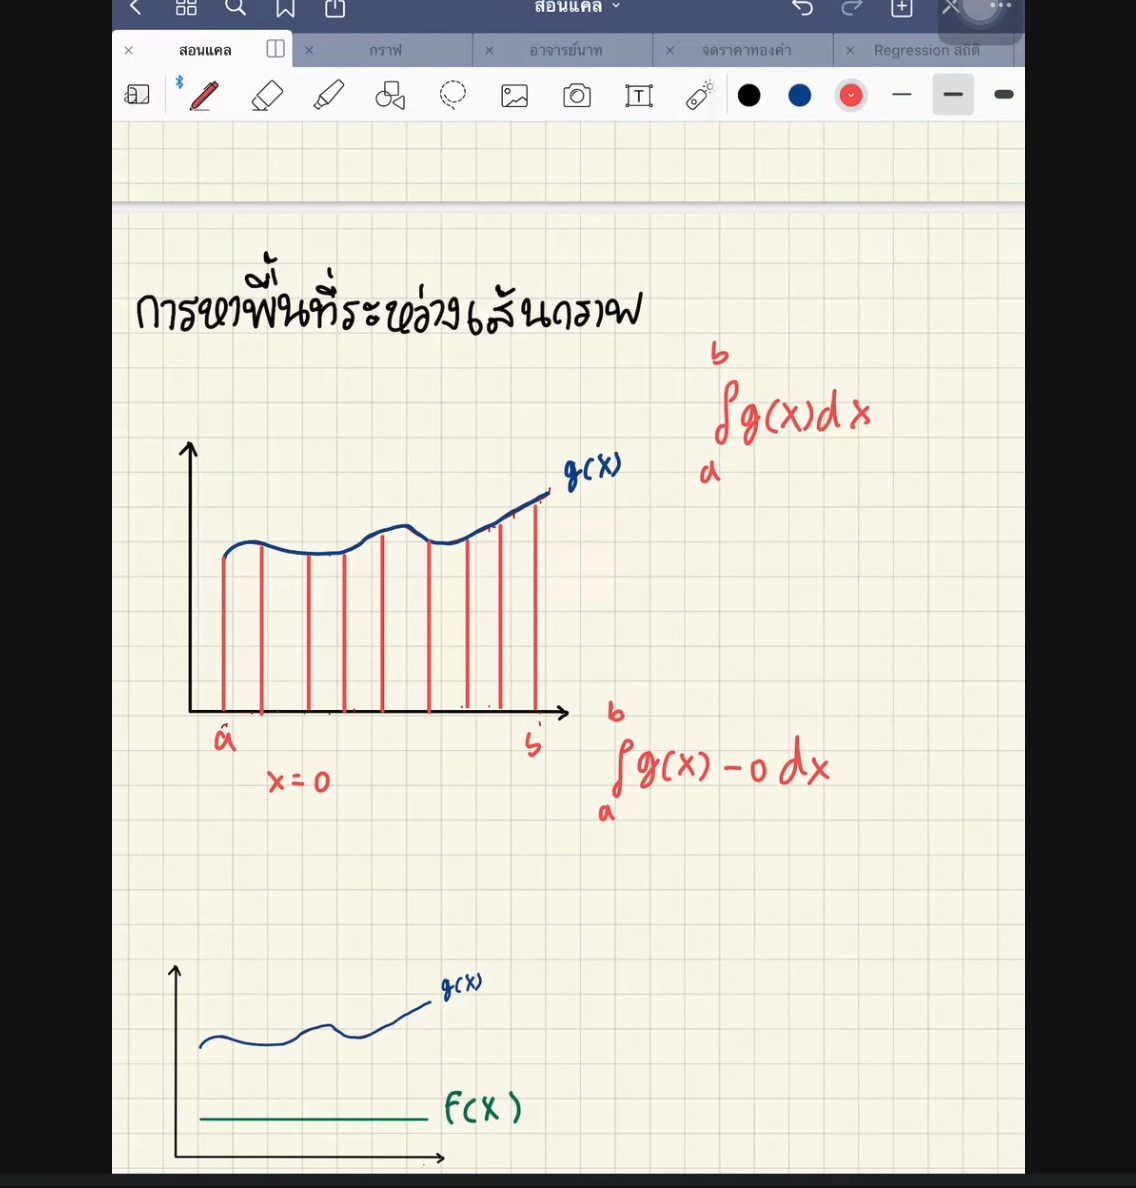 สอนแคล
สอนแคล
กราฟ
อาจารย์นาท
จดราคาทองคำ
Regression สถิติ
การหาพื้นที่ระหว่างเส้นกราฟ
b
∫g(x)dx
a
g(x)
a
b
x=0
b
∫g(x)-0 dx
a
g(x)
F(x)